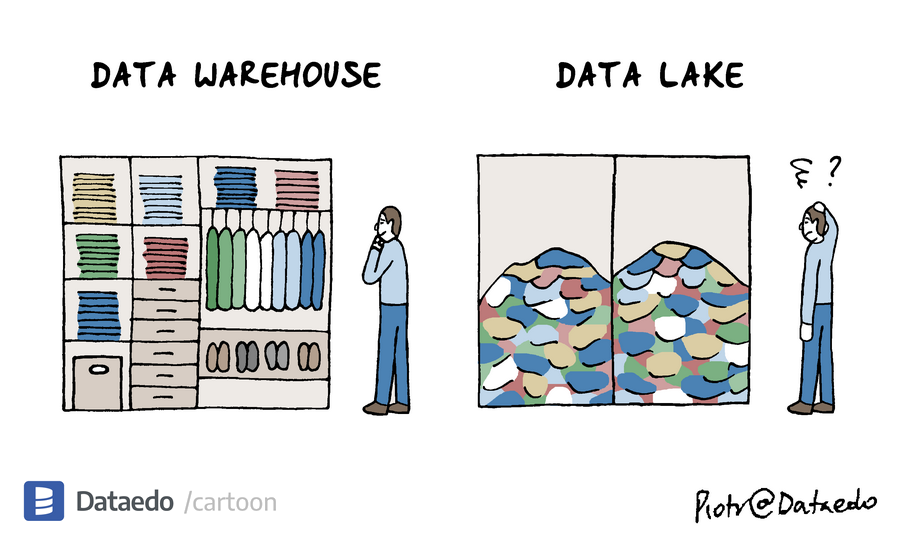 DATA WAREHOUSE
DATA LAKE
?
Dataedo /cartoon
Piotr@Dataedo